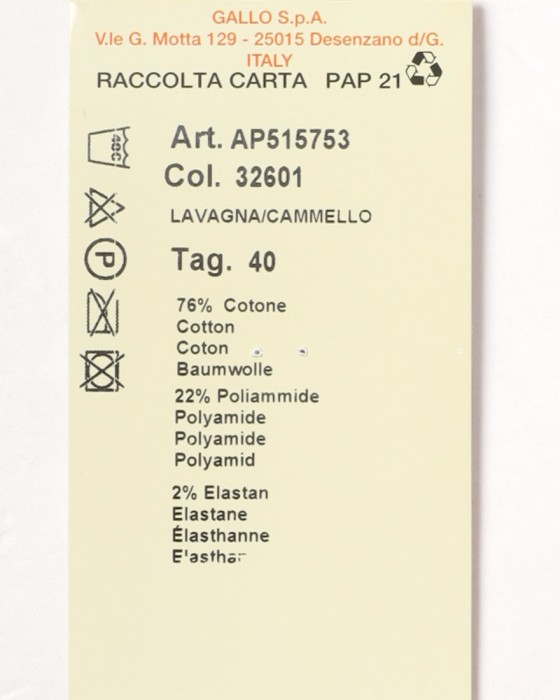 GALLO S.p.A.
V.le G. Motta 129 - 25015 Desenzano d/G.
ITALY
RACCOLTA CARTA PAP 21
40C
Art. AP515753
Col. 32601
LAVAGNA/CAMMELLO
P
Tag. 40
76% Cotone
Cotton
Coton
Baumwolle
22% Poliammide
Polyamide
Polyamide
Polyamid
2% Elastan
Elastane
Élasthanne